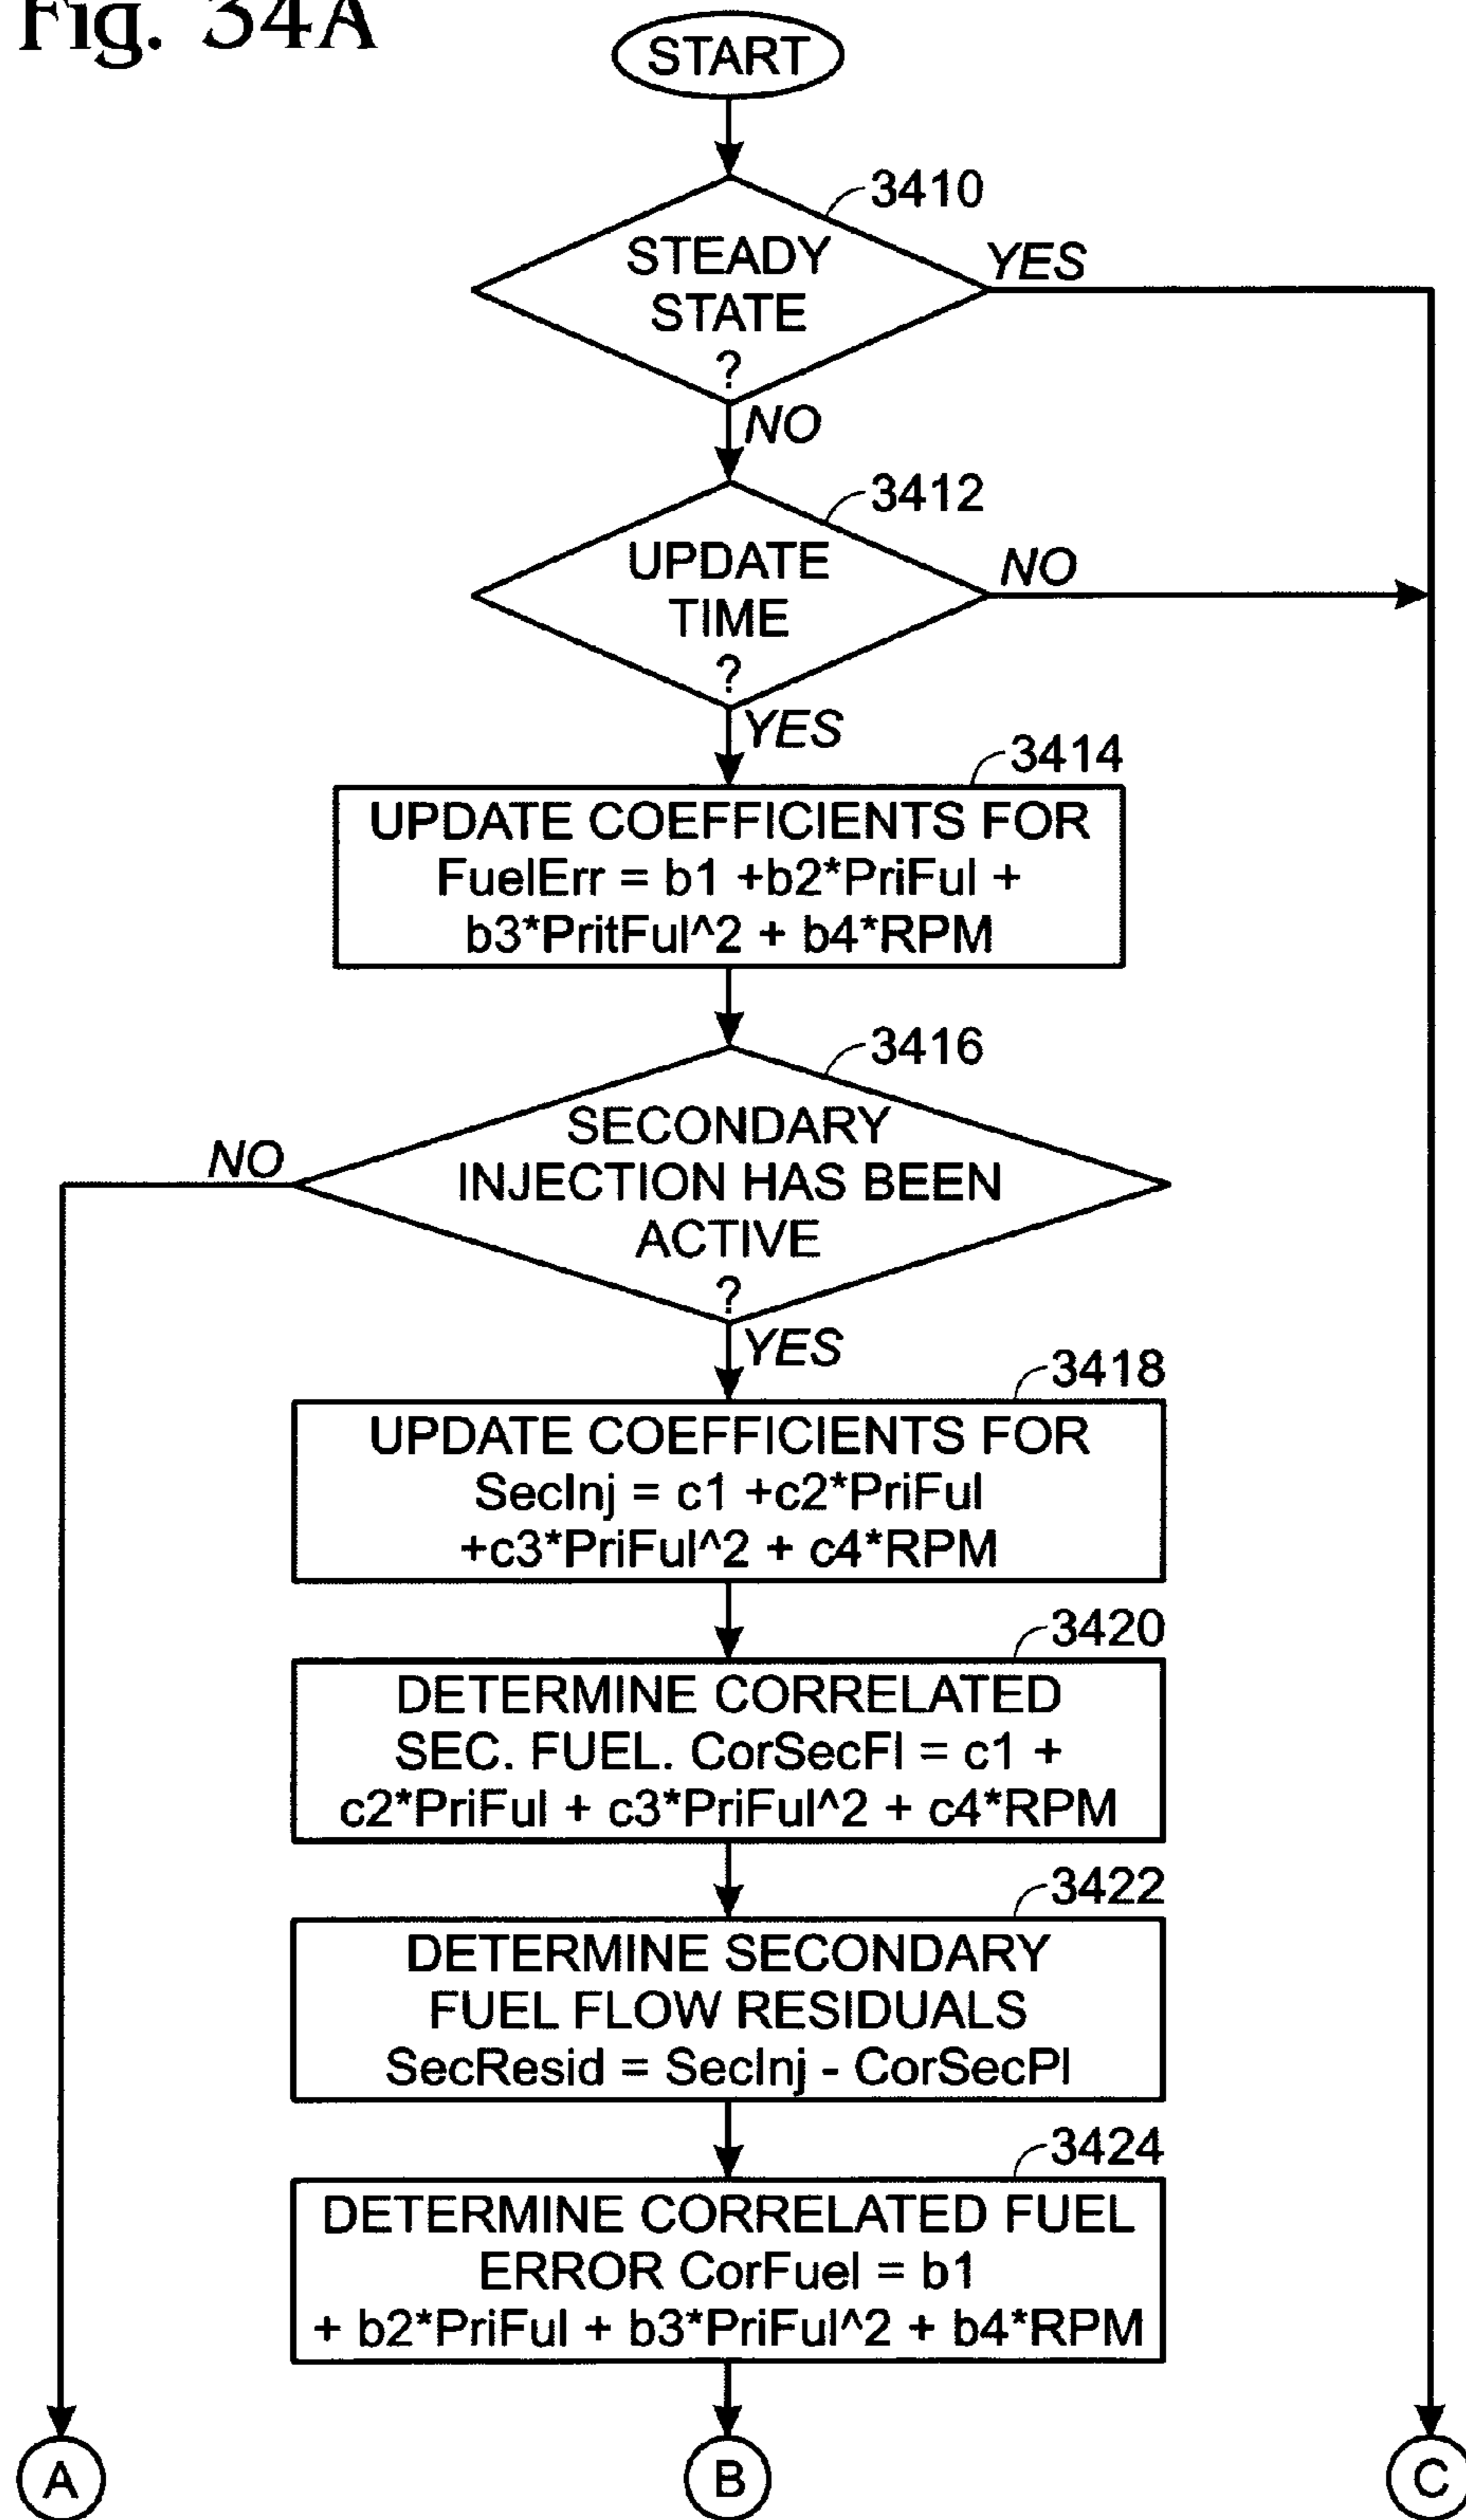 Fig. 34A
START
3410
STEADY
STATE
?
YES
NO
3412
UPDATE
TIME
?
NO
YES
3414
UPDATE COEFFICIENTS FOR
FuelErr = b1 +b2*PriFul +
b3*PritFul^2 + b4*RPM
3416
SECONDARY
INJECTION HAS BEEN
ACTIVE
?
NO
YES
3418
UPDATE COEFFICIENTS FOR
SecInj = c1 +c2*PriFul
+c3*PriFul^2 + c4*RPM
3420
DETERMINE CORRELATED
SEC. FUEL. CorSecFl = c1 +
c2*PriFul + c3*PriFul^2 + c4*RPM
3422
DETERMINE SECONDARY
FUEL FLOW RESIDUALS
SecResid = SecInj - CorSecPl
3424
DETERMINE CORRELATED FUEL
ERROR CorFuel = b1
+ b2*PriFul + b3*PriFul^2 + b4*RPM
A
B
C